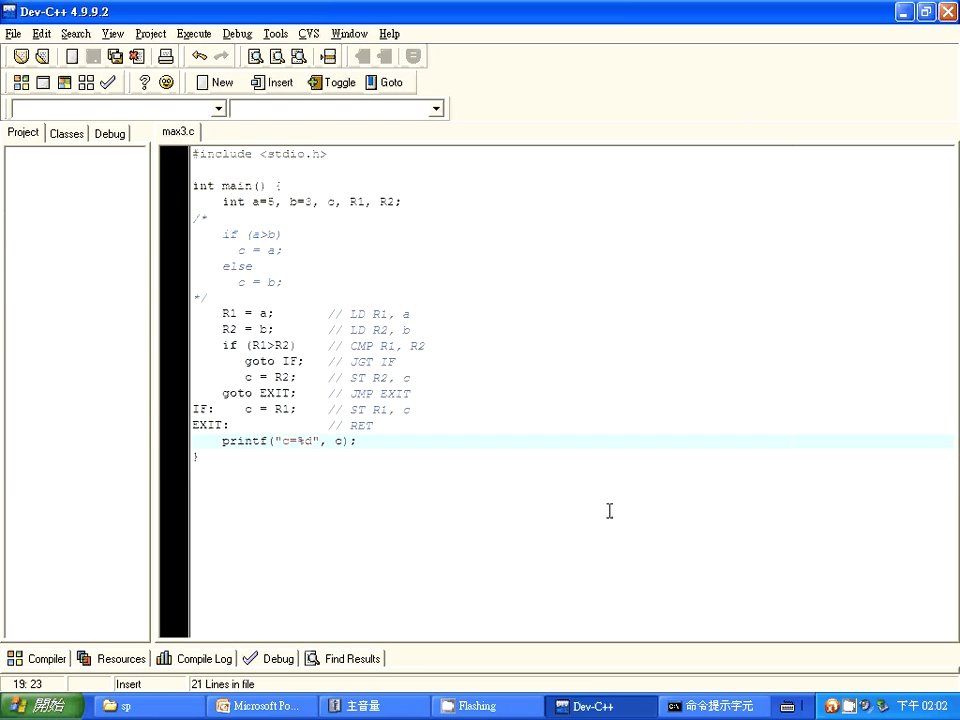 Dev-C++ 4.9.9.2
File Edit Search View Project Execute Debug Tools CVS Window Help
New Insert Toggle Goto
Project Classes Debug max3.c
#include <stdio.h>
int main() {
int a=5, b=3, c, R1, R2;
/*
if (a>b)
c = a;
else
c = b;
*/
R1 = a; // LD R1, a
R2 = b; // LD R2, b
if (R1>R2) // CMP R1, R2
goto IF; // JGT IF
c = R2; // ST R2, c
goto EXIT; // JMP EXIT
IF: c = R1; // ST R1, c
EXIT: // RET
printf("c=%d", c);
}
Compiler Resources Compile Log Debug Find Results
19: 23 Insert 21 Lines in file
開始 sp Microsoft Po... 主音量 Flashing Dev-C++ 命令提示字元 下午 02:02